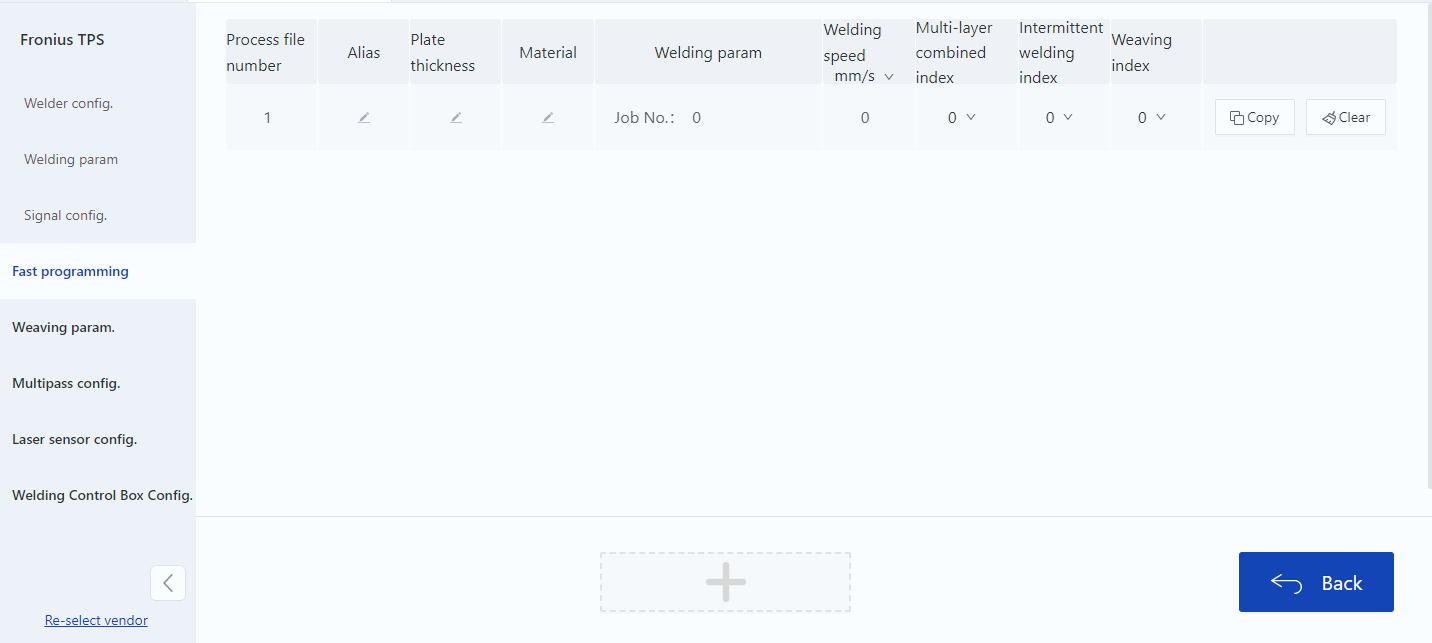 Fronius TPS
Welder config.
Welding param
Signal config.
Fast programming
Weaving param.
Multipass config.
Laser sensor config.
Welding Control Box Config.
Re-select vendor
Process file
number
Alias
Plate
thickness
Material
Welding param
Welding
speed
mm/s
Multi-layer
combined
index
Intermittent
welding
index
Weaving
index
1
Job No.: 0
0
0
0
0
Copy
Clear
Back